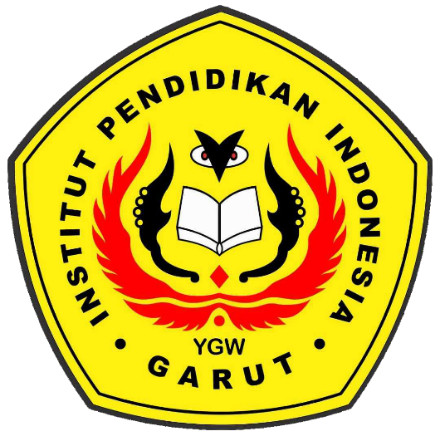 INSTITUT PENDIDIKAN INDONESIA
YGW
• GARUT •